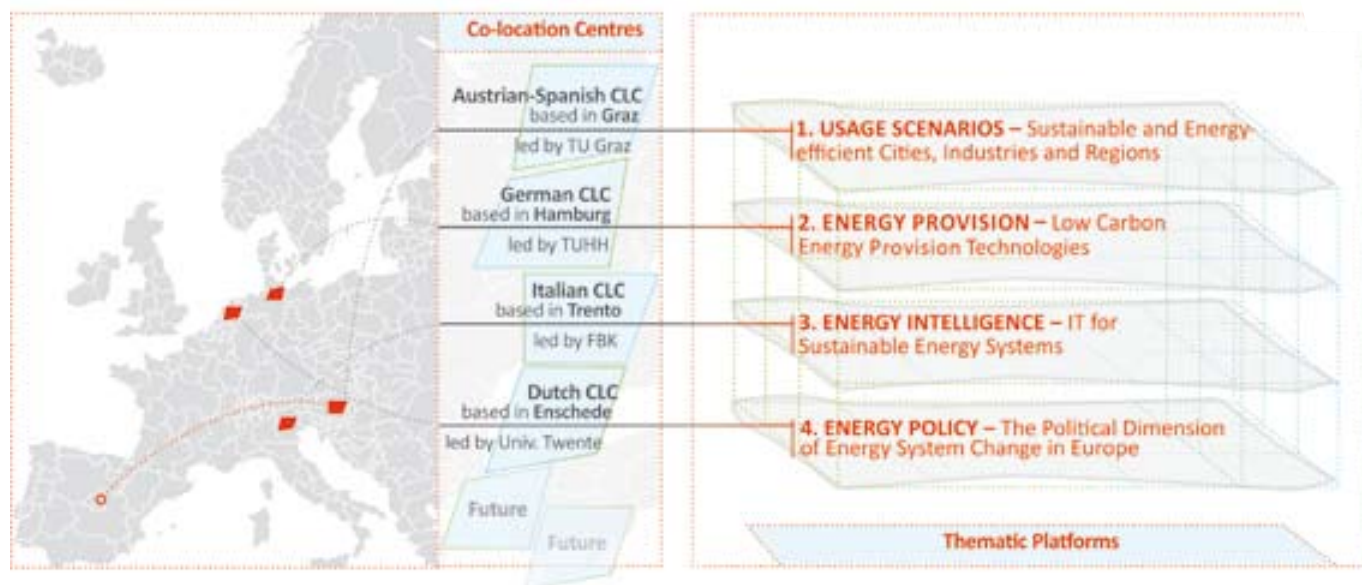 Co-location Centres
Austrian-Spanish CLC
based in Graz
led by TU Graz
German CLC
based in Hamburg
led by TUHH
Italian CLC
based in Trento
led by FBK
Dutch CLC
based in Enschede
led by Univ. Twente
Future
Future
1. USAGE SCENARIOS – Sustainable and Energy-
efficient Cities, Industries and Regions
2. ENERGY PROVISION – Low Carbon
Energy Provision Technologies
3. ENERGY INTELLIGENCE – IT for
Sustainable Energy Systems
4. ENERGY POLICY – The Political Dimension
of Energy System Change in Europe
Thematic Platforms